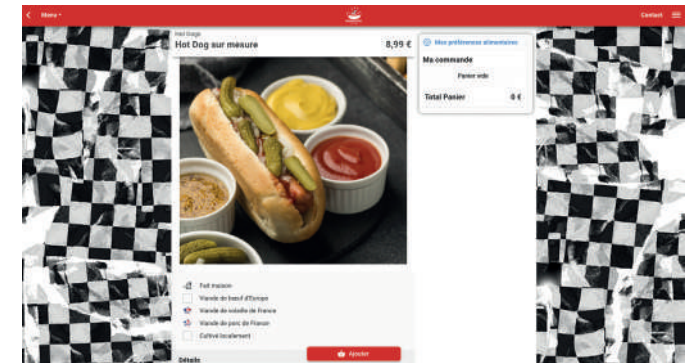 Menu
Contact
Hot Dogs
Hot Dog sur mesure
8,99 €
Mes préférences alimentaires
Ma commande
Panier vide
Total Panier
0 €
Fait maison
Viande de bœuf d'Europe
Viande de volaille de France
Viande de porc de France
Cultivé localement
Détails
Ajouter